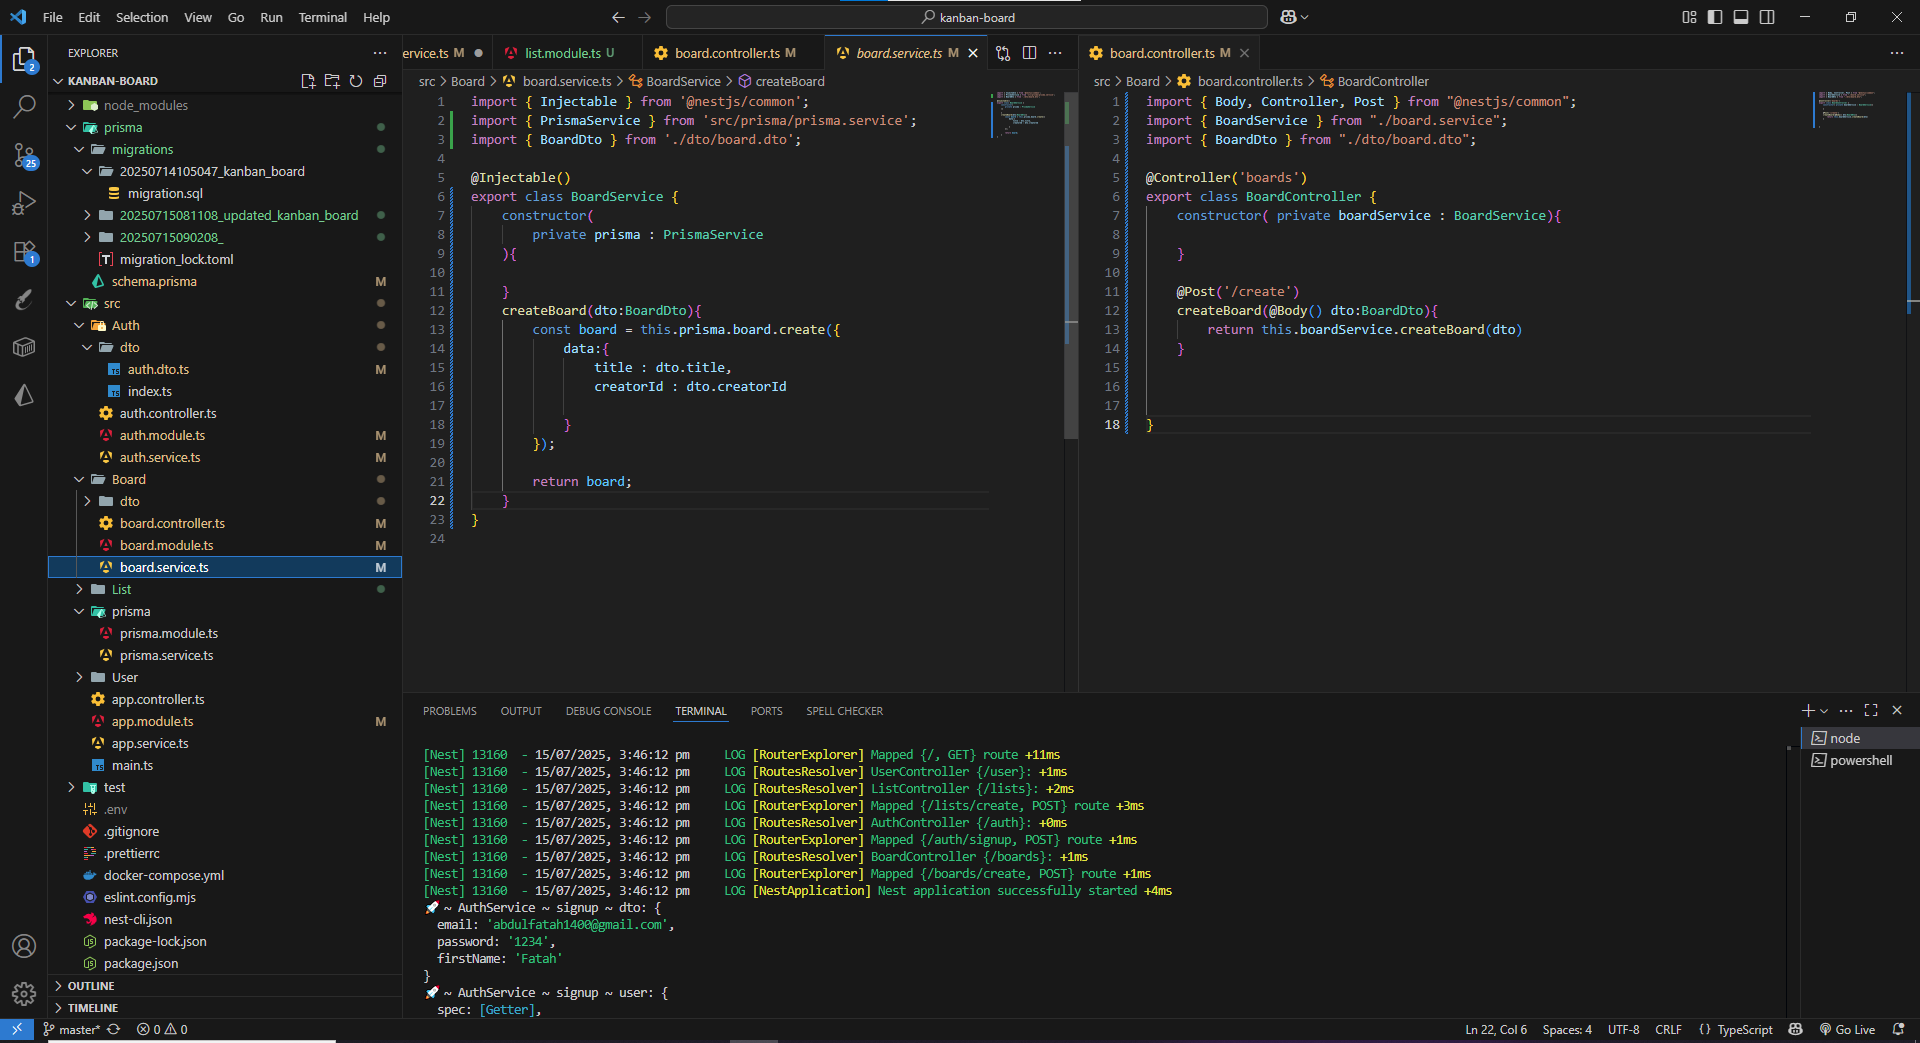 File Edit Selection View Go Run Terminal Help
kanban-board
EXPLORER
KANBAN-BOARD
node_modules
prisma
migrations
20250714105047_kanban_board
migration.sql
20250715081108_updated_kanban_board
20250715090208_
migration_lock.toml
schema.prisma M
src
Auth
dto
auth.dto.ts M
index.ts
auth.controller.ts
auth.module.ts M
auth.service.ts M
Board
dto
board.controller.ts M
board.module.ts M
board.service.ts M
List
prisma
prisma.module.ts
prisma.service.ts
User
app.controller.ts
app.module.ts M
app.service.ts
main.ts
test
.env
.gitignore
.prettierrc
docker-compose.yml
eslint.config.mjs
nest-cli.json
package-lock.json
package.json
OUTLINE
TIMELINE
2
25
1
ervice.ts M
list.module.ts U
board.controller.ts M
board.service.ts M
src > Board > board.service.ts > BoardService > createBoard
1 import { Injectable } from '@nestjs/common';
2 import { PrismaService } from 'src/prisma/prisma.service';
3 import { BoardDto } from './dto/board.dto';
4
5 @Injectable()
6 export class BoardService {
7 constructor(
8 private prisma : PrismaService
9 ){
10
11 }
12 createBoard(dto:BoardDto){
13 const board = this.prisma.board.create({
14 data:{
15 title : dto.title,
16 creatorId : dto.creatorId
17
18 }
19 });
20
21 return board;
22 }
23 }
24
board.controller.ts M
src > Board > board.controller.ts > BoardController
1 import { Body, Controller, Post } from "@nestjs/common";
2 import { BoardService } from "./board.service";
3 import { BoardDto } from "./dto/board.dto";
4
5 @Controller('boards')
6 export class BoardController {
7 constructor( private boardService : BoardService){
8
9 }
10
11 @Post('/create')
12 createBoard(@Body() dto:BoardDto){
13 return this.boardService.createBoard(dto)
14 }
15
16
17
18 }
PROBLEMS OUTPUT DEBUG CONSOLE TERMINAL PORTS SPELL CHECKER
[Nest] 13160 - 15/07/2025, 3:46:12 pm LOG [RouterExplorer] Mapped {/, GET} route +11ms
[Nest] 13160 - 15/07/2025, 3:46:12 pm LOG [RoutesResolver] UserController {/user}: +1ms
[Nest] 13160 - 15/07/2025, 3:46:12 pm LOG [RoutesResolver] ListController {/lists}: +2ms
[Nest] 13160 - 15/07/2025, 3:46:12 pm LOG [RouterExplorer] Mapped {/lists/create, POST} route +3ms
[Nest] 13160 - 15/07/2025, 3:46:12 pm LOG [RoutesResolver] AuthController {/auth}: +0ms
[Nest] 13160 - 15/07/2025, 3:46:12 pm LOG [RouterExplorer] Mapped {/auth/signup, POST} route +1ms
[Nest] 13160 - 15/07/2025, 3:46:12 pm LOG [RoutesResolver] BoardController {/boards}: +1ms
[Nest] 13160 - 15/07/2025, 3:46:12 pm LOG [RouterExplorer] Mapped {/boards/create, POST} route +1ms
[Nest] 13160 - 15/07/2025, 3:46:12 pm LOG [NestApplication] Nest application successfully started +4ms
🚀 ~ AuthService ~ signup ~ dto: {
email: 'abdulfatah1400@gmail.com',
password: '1234',
firstName: 'Fatah'
}
🚀 ~ AuthService ~ signup ~ user: {
spec: [Getter],
node
powershell
master* 0 0
Ln 22, Col 6 Spaces: 4 UTF-8 CRLF {} TypeScript Go Live